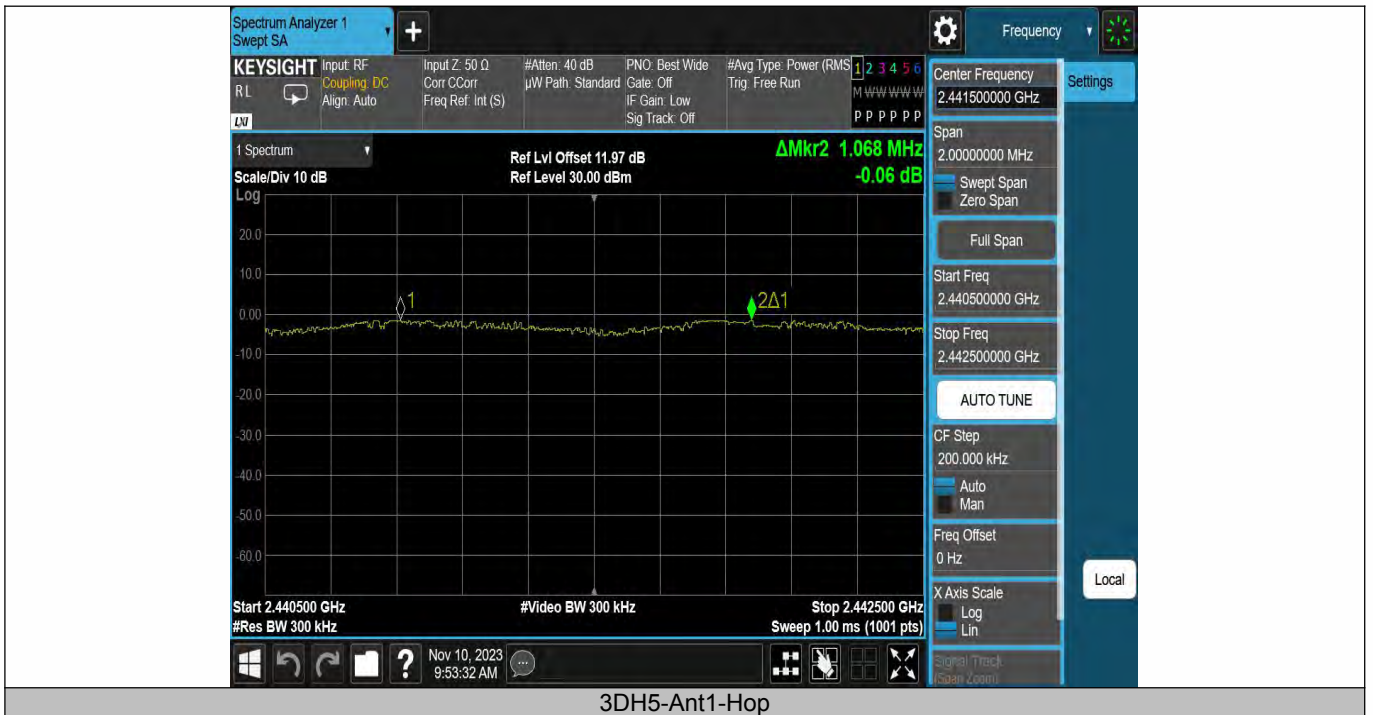 Spectrum Analyzer 1
Swept SA
+
Frequency
KEYSIGHT
RL
LXI
Input: RF
Coupling: DC
Align: Auto
Input Z: 50 Ω
Corr CCorr
Freq Ref: Int (S)
#Atten: 40 dB
µW Path: Standard
PNO: Best Wide
Gate: Off
IF Gain: Low
Sig Track: Off
#Avg Type: Power (RMS
Trig: Free Run
1 2 3 4 5 6
M W W W W W
P P P P P P
1 Spectrum
Scale/Div 10 dB
Log
Ref Lvl Offset 11.97 dB
Ref Level 30.00 dBm
ΔMkr2 1.068 MHz
-0.06 dB
20.0
10.0
0.00
-10.0
-20.0
-30.0
-40.0
-50.0
-60.0
1
2Δ1
Start 2.440500 GHz
#Res BW 300 kHz
#Video BW 300 kHz
Stop 2.442500 GHz
Sweep 1.00 ms (1001 pts)
Center Frequency
2.441500000 GHz
Settings
Span
2.00000000 MHz
Swept Span
Zero Span
Full Span
Start Freq
2.440500000 GHz
Stop Freq
2.442500000 GHz
AUTO TUNE
CF Step
200.000 kHz
Auto
Man
Freq Offset
0 Hz
Local
X Axis Scale
Log
Lin
Signal Track
(Span Zoom)
?
Nov 10, 2023
9:53:32 AM
3DH5-Ant1-Hop